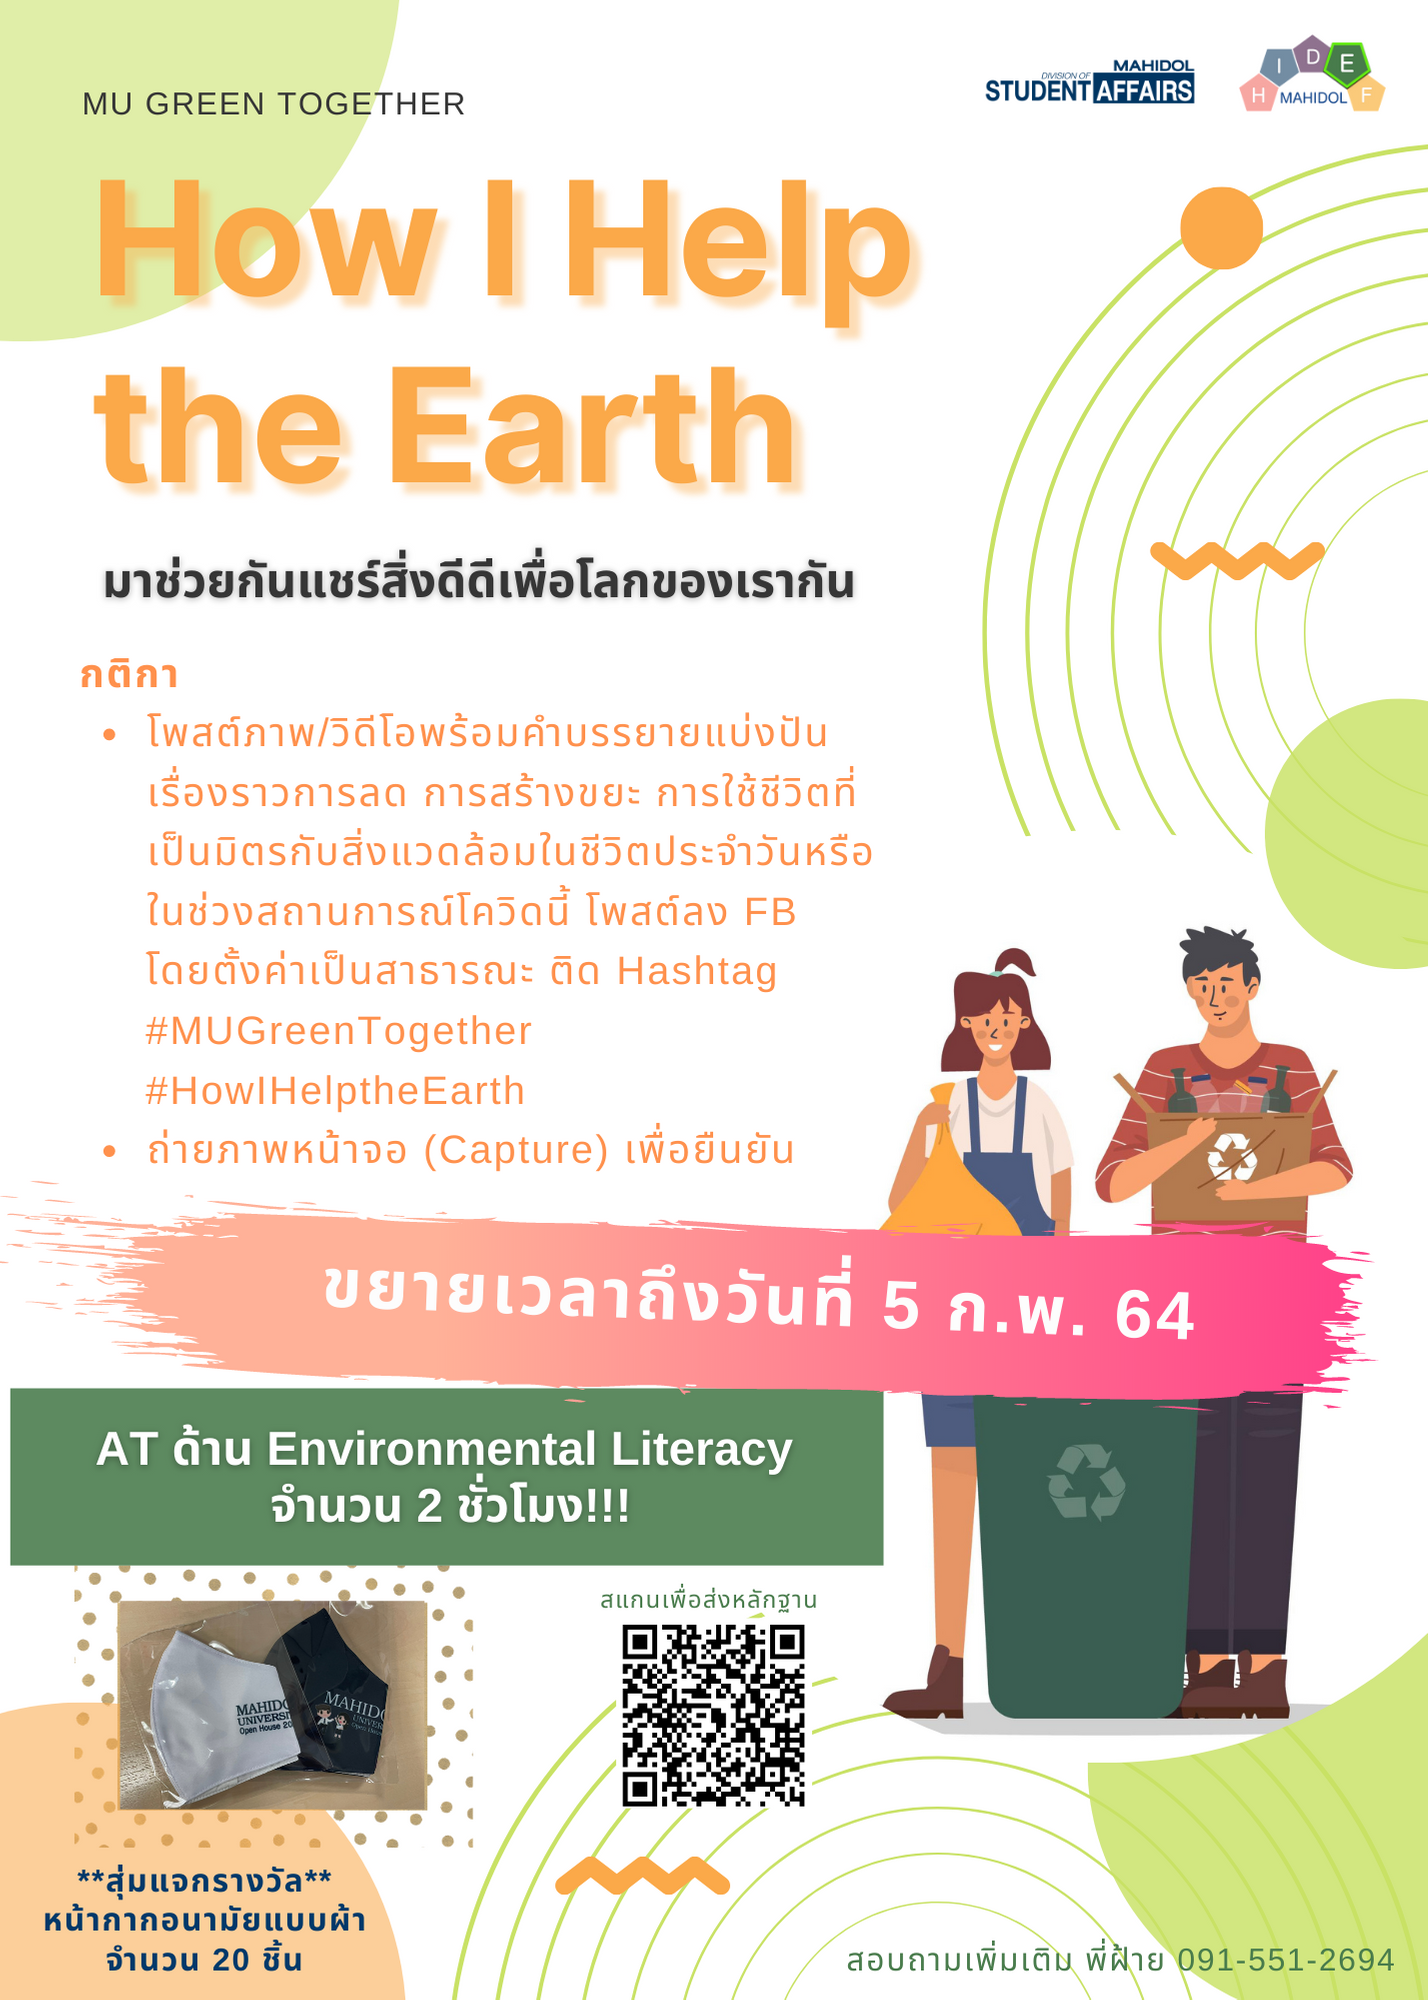 MU GREEN TOGETHER
DIVISION OF
MAHIDOL
STUDENT AFFAIRS
H I D E F
MAHIDOL
How I Help
the Earth
มาช่วยกันแชร์สิ่งดีดีเพื่อโลกของเรากัน
กติกา
• โพสต์ภาพ/วิดีโอพร้อมคำบรรยายแบ่งปัน
เรื่องราวการลด การสร้างขยะ การใช้ชีวิตที่
เป็นมิตรกับสิ่งแวดล้อมในชีวิตประจำวันหรือ
ในช่วงสถานการณ์โควิดนี้ โพสต์ลง FB
โดยตั้งค่าเป็นสาธารณะ ติด Hashtag
#MUGreenTogether
#HowIHelptheEarth
• ถ่ายภาพหน้าจอ (Capture) เพื่อยืนยัน
ขยายเวลาถึงวันที่ 5 ก.พ. 64
AT ด้าน Environmental Literacy
จำนวน 2 ชั่วโมง!!!
สแกนเพื่อส่งหลักฐาน
MAHIDO
UNIVERSI
Open House 20
MAHIDO
UNIVER
**สุ่มแจกรางวัล**
หน้ากากอนามัยแบบผ้า
จำนวน 20 ชิ้น
สอบถามเพิ่มเติม พี่ฝ้าย 091-551-2694